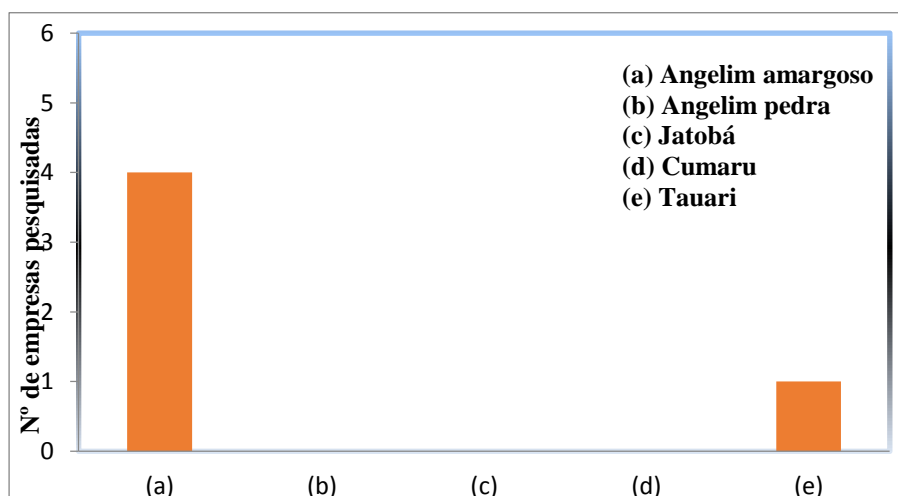 6
5
4
3
2
1
0
Nº de empresas pesquisadas
(a) Angelim amargoso
(b) Angelim pedra
(c) Jatobá
(d) Cumaru
(e) Tauari
(a) (b) (c) (d) (e)